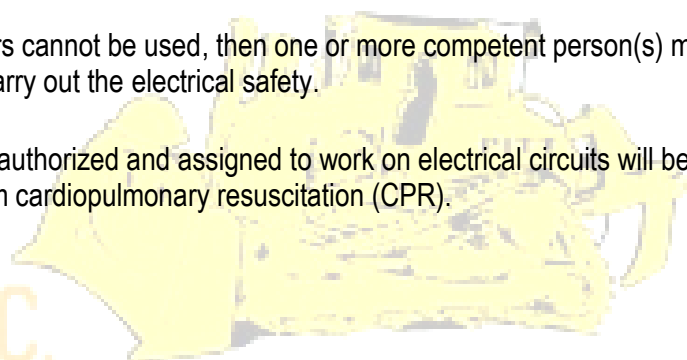 rs cannot be used, then one or more competent person(s) m
arry out the electrical safety.
authorized and assigned to work on electrical circuits will be
n cardiopulmonary resuscitation (CPR).
C.